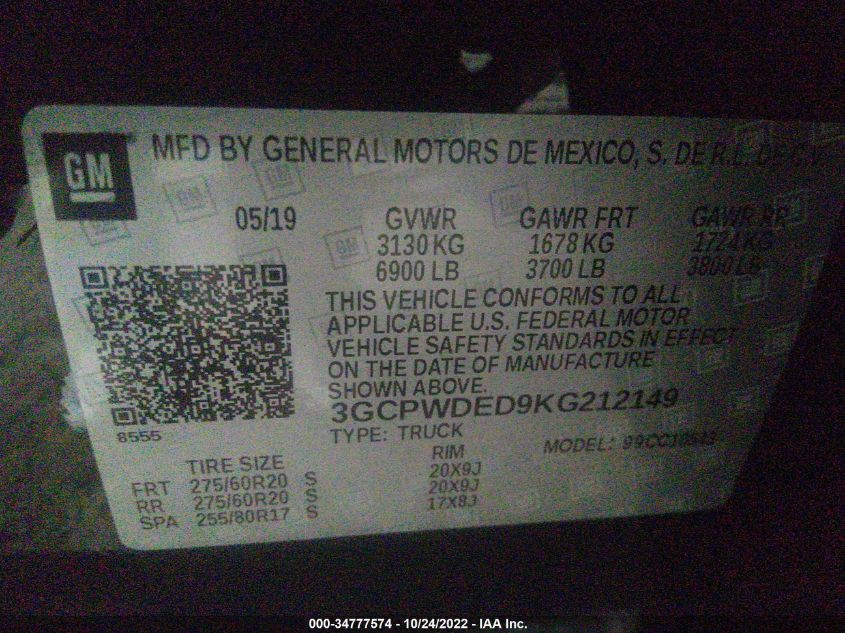 GM
MFD BY GENERAL MOTORS DE MEXICO, S. DE R.L. DE C.V.
05/19 GVWR GAWR FRT GAWR RR
3130 KG 1678 KG 1724 KG
6900 LB 3700 LB 3800 LB
THIS VEHICLE CONFORMS TO ALL
APPLICABLE U.S. FEDERAL MOTOR
VEHICLE SAFETY STANDARDS IN EFFECT
ON THE DATE OF MANUFACTURE
SHOWN ABOVE.
3GCPWDED9KG212149
8555
TYPE: TRUCK MODEL:
TIRE SIZE RIM
FRT 275/60R20 S 20X9J
RR 275/60R20 S 20X9J
SPA 255/80R17 S 17X8J
000-34777574 - 10/24/2022 - IAA Inc.